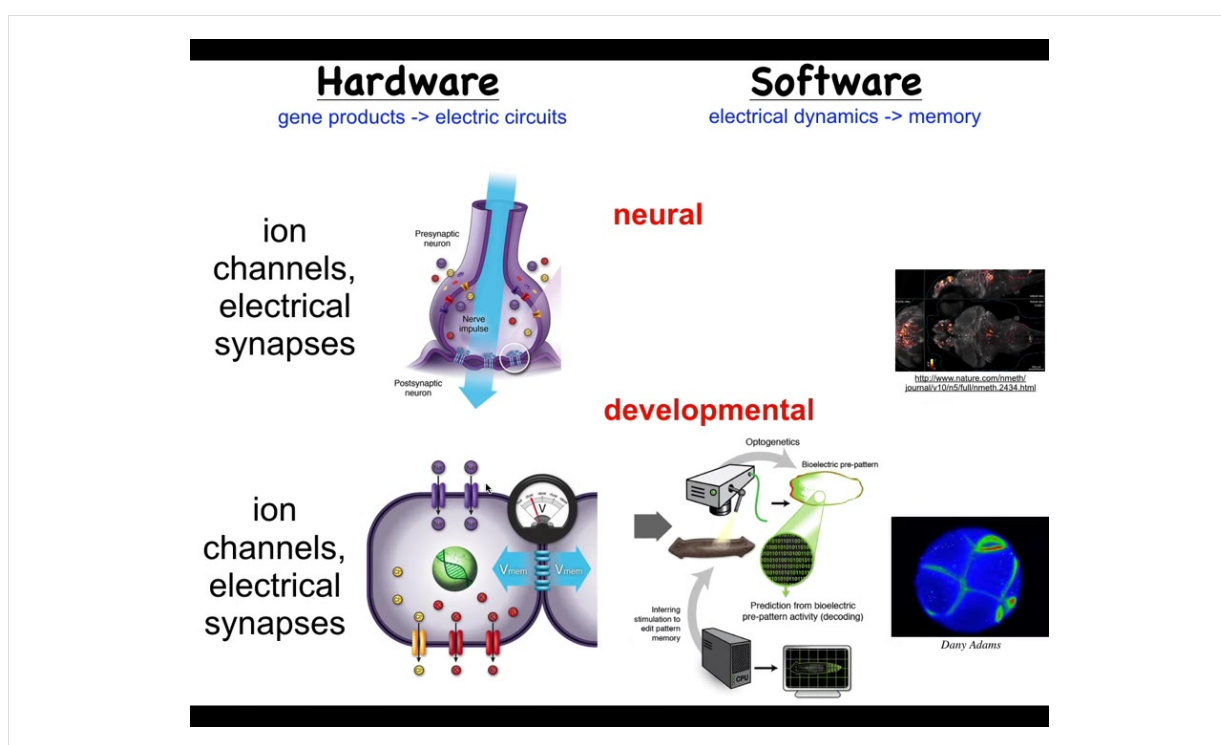 Hardware
gene products -> electric circuits
Software
electrical dynamics -> memory
neural
ion
channels,
electrical
synapses
Presynaptic
neuron
Nerve
impulse
Postsynaptic
neuron
http://www.nature.com/nmeth/
journal/v10/n5/full/nmeth.2434.html
developmental
ion
channels,
electrical
synapses
V
Vmem
Vmem
Optogenetics
Bioelectric pre-pattern
Prediction from bioelectric
pre-pattern activity (decoding)
Inferring
stimulation to
edit pattern
memory
CPU
Dany Adams